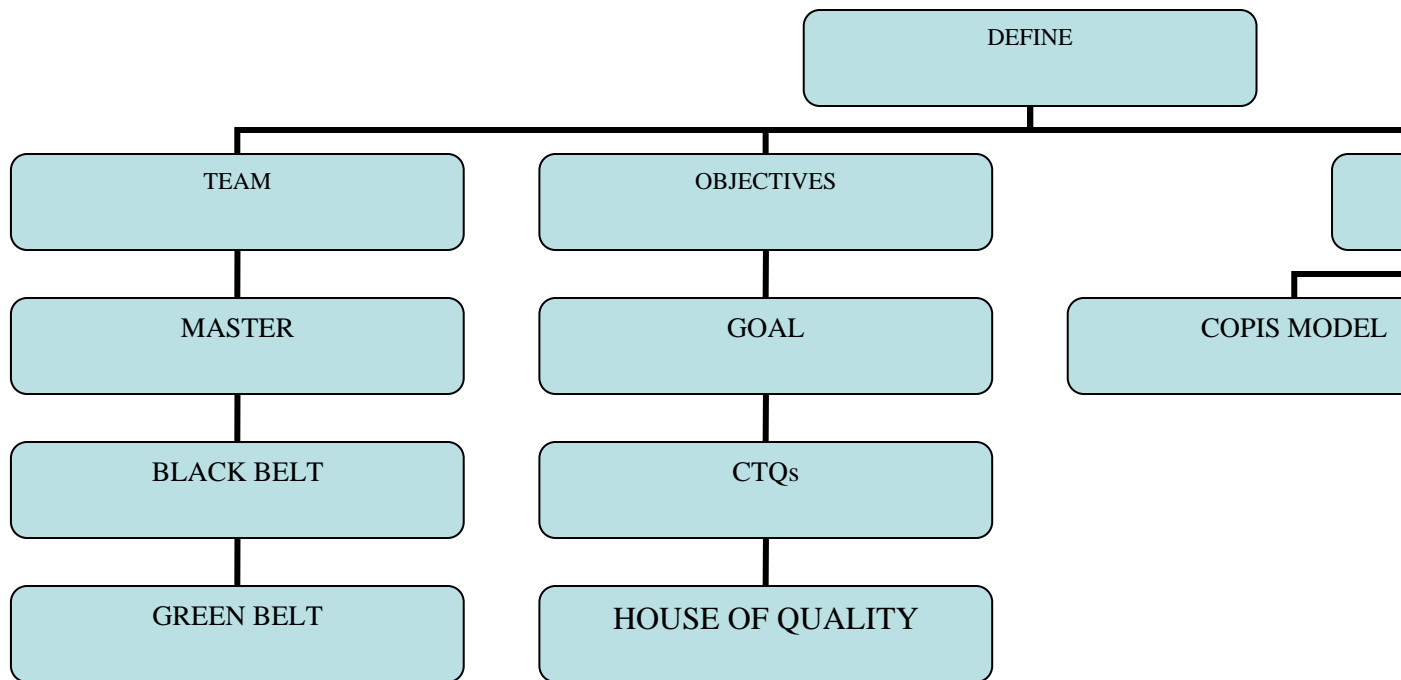 DEFINE
TEAM
OBJECTIVES
MASTER
GOAL
COPIS MODEL
BLACK BELT
CTQs
GREEN BELT
HOUSE OF QUALITY